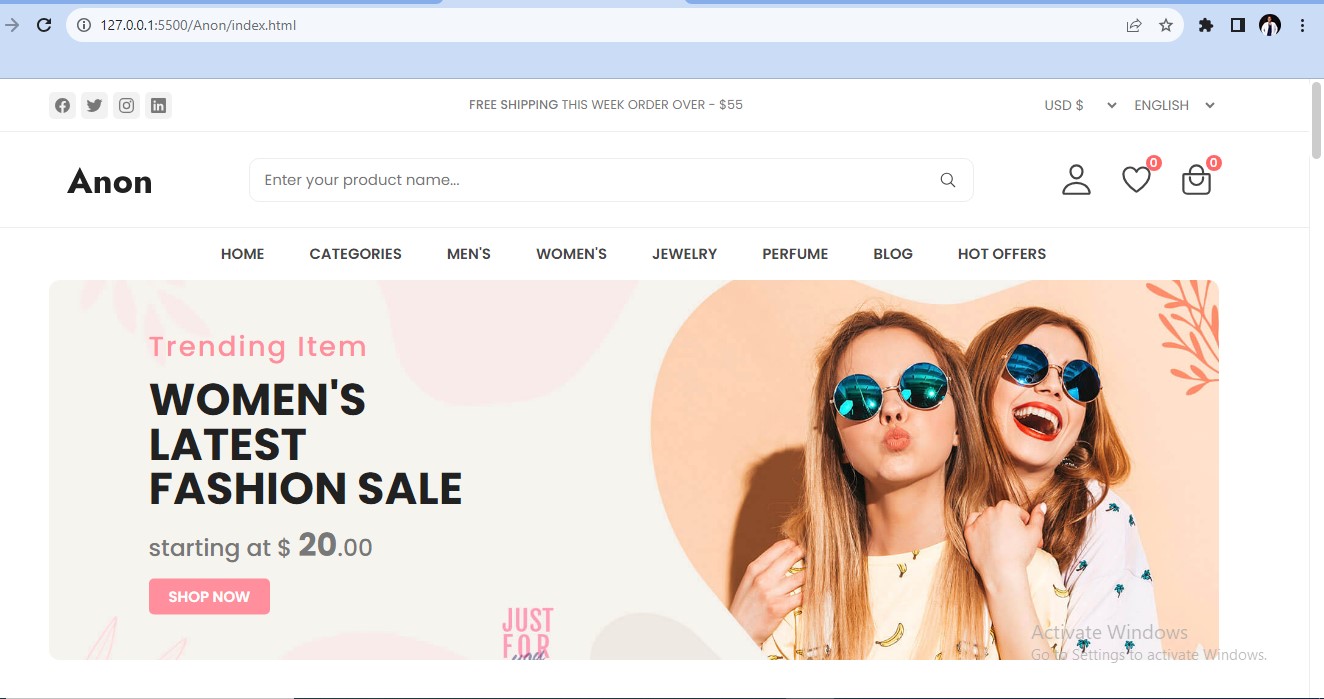 127.0.0.1:5500/Anon/index.html
FREE SHIPPING THIS WEEK ORDER OVER - $55
USD $
ENGLISH
Anon
Enter your product name...
0
0
HOME
CATEGORIES
MEN'S
WOMEN'S
JEWELRY
PERFUME
BLOG
HOT OFFERS
Trending Item
WOMEN'S
LATEST
FASHION SALE
starting at $ 20.00
SHOP NOW
JUST
FOR
you
Activate Windows
Go to Settings to activate Windows.